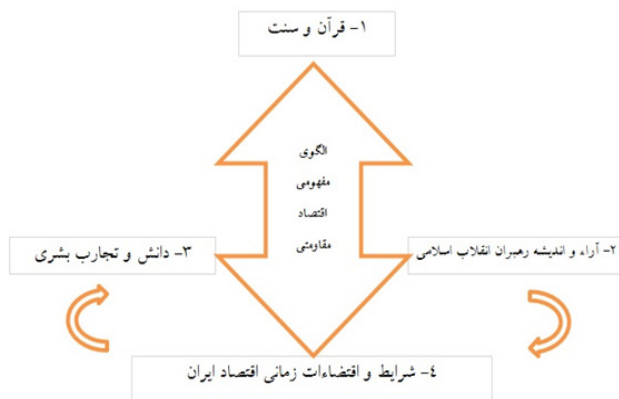 ۱- قرآن و سنت
الگوی
مفهومی
اقتصاد
مقاومتی
۲- آراء و اندیشه رهبران انقلاب اسلامی
۳- دانش و تجارب بشری
٤- شرایط و اقتضاءات زمانی اقتصاد ایران